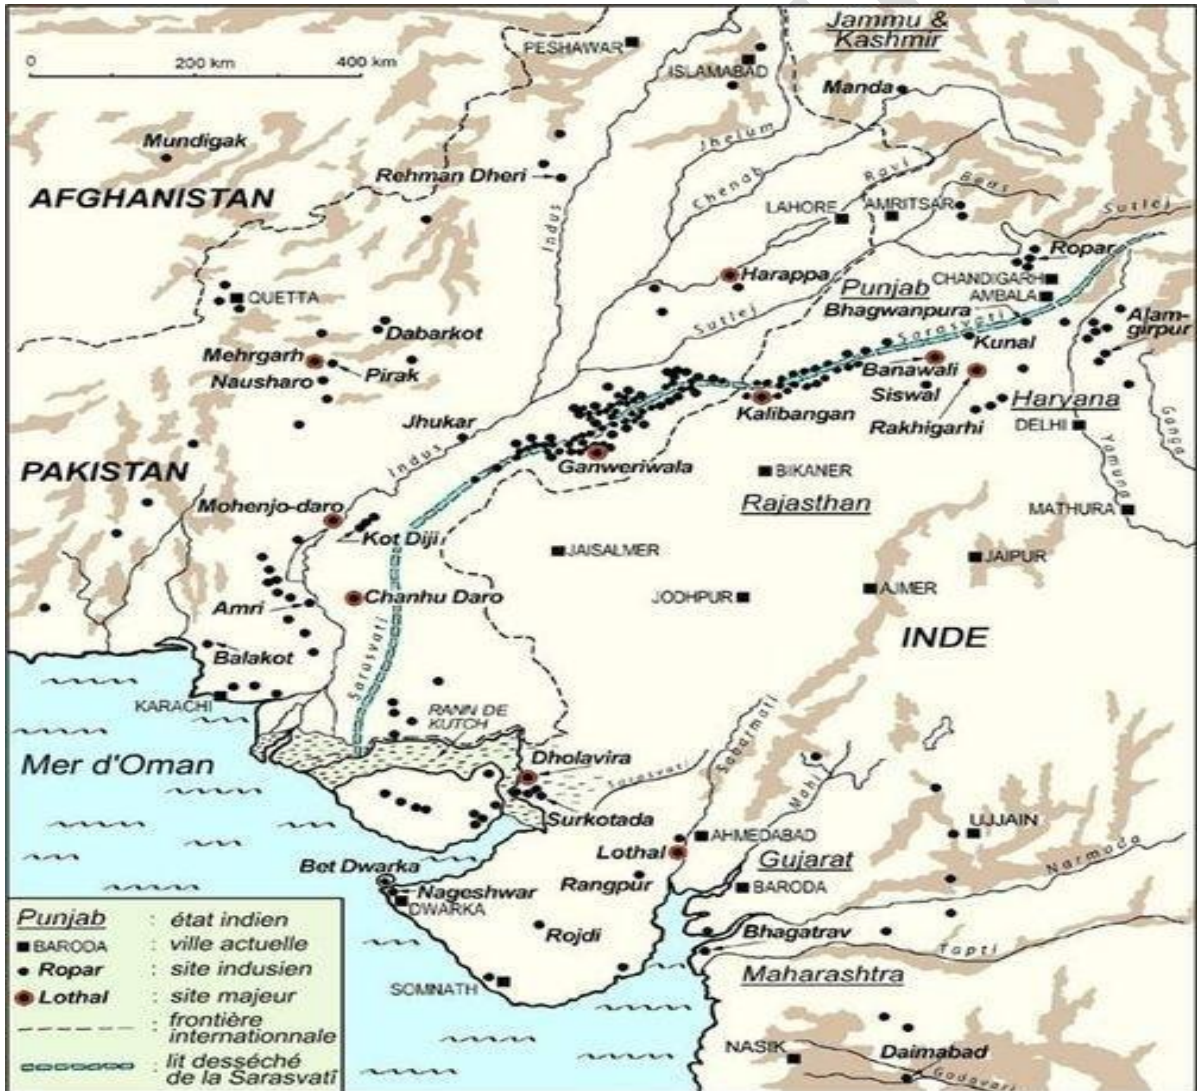 Jammu &
Kashmir
PESHAWAR
ISLAMABAD
0 200 km 400 km
Manda
Mundigak
Jhelum
Rehman Dheri
Chenab
Ravi
Beas
AFGHANISTAN
LAHORE
AMRITSAR
Sutlej
Indus
Ropar
Harappa
CHANDIGARH
Punjab
AMBALA
QUETTA
Bhagwanpura
Sutlej
Sarasvati
Alam-
girpur
Dabarkot
Kunal
Mehrgarh
Pirak
Banawali
Nausharo
Siswal
Haryana
Kalibangan
Jhukar
Rakhigarhi
DELHI
Ganga
Indus
Ganweriwala
Yamuna
PAKISTAN
BIKANER
Rajasthan
Mohenjo-daro
MATHURA
Kot Diji
JAISALMER
JAIPUR
AJMER
Chanhu Daro
JODHPUR
Amri
INDE
Balakot
Sarasvati
KARACHI
RANN DE
KUTCH
Sabarmati
Mer d'Oman
Dholavira
Sarasvati
Mahi
Surkotada
AHMEDABAD
UJJAIN
Lothal
Gujarat
Narmada
Bet Dwarka
Rangpur
BARODA
Nageshwar
DWARKA
Rojdi
Bhagatrav
Tapti
Maharashtra
SOMNATH
NASIK
Daimabad
Godavari
Punjab : état indien
BARODA : ville actuelle
Ropar : site indusien
Lothal : site majeur
: frontière
internationnale
: lit desséché
de la Sarasvati